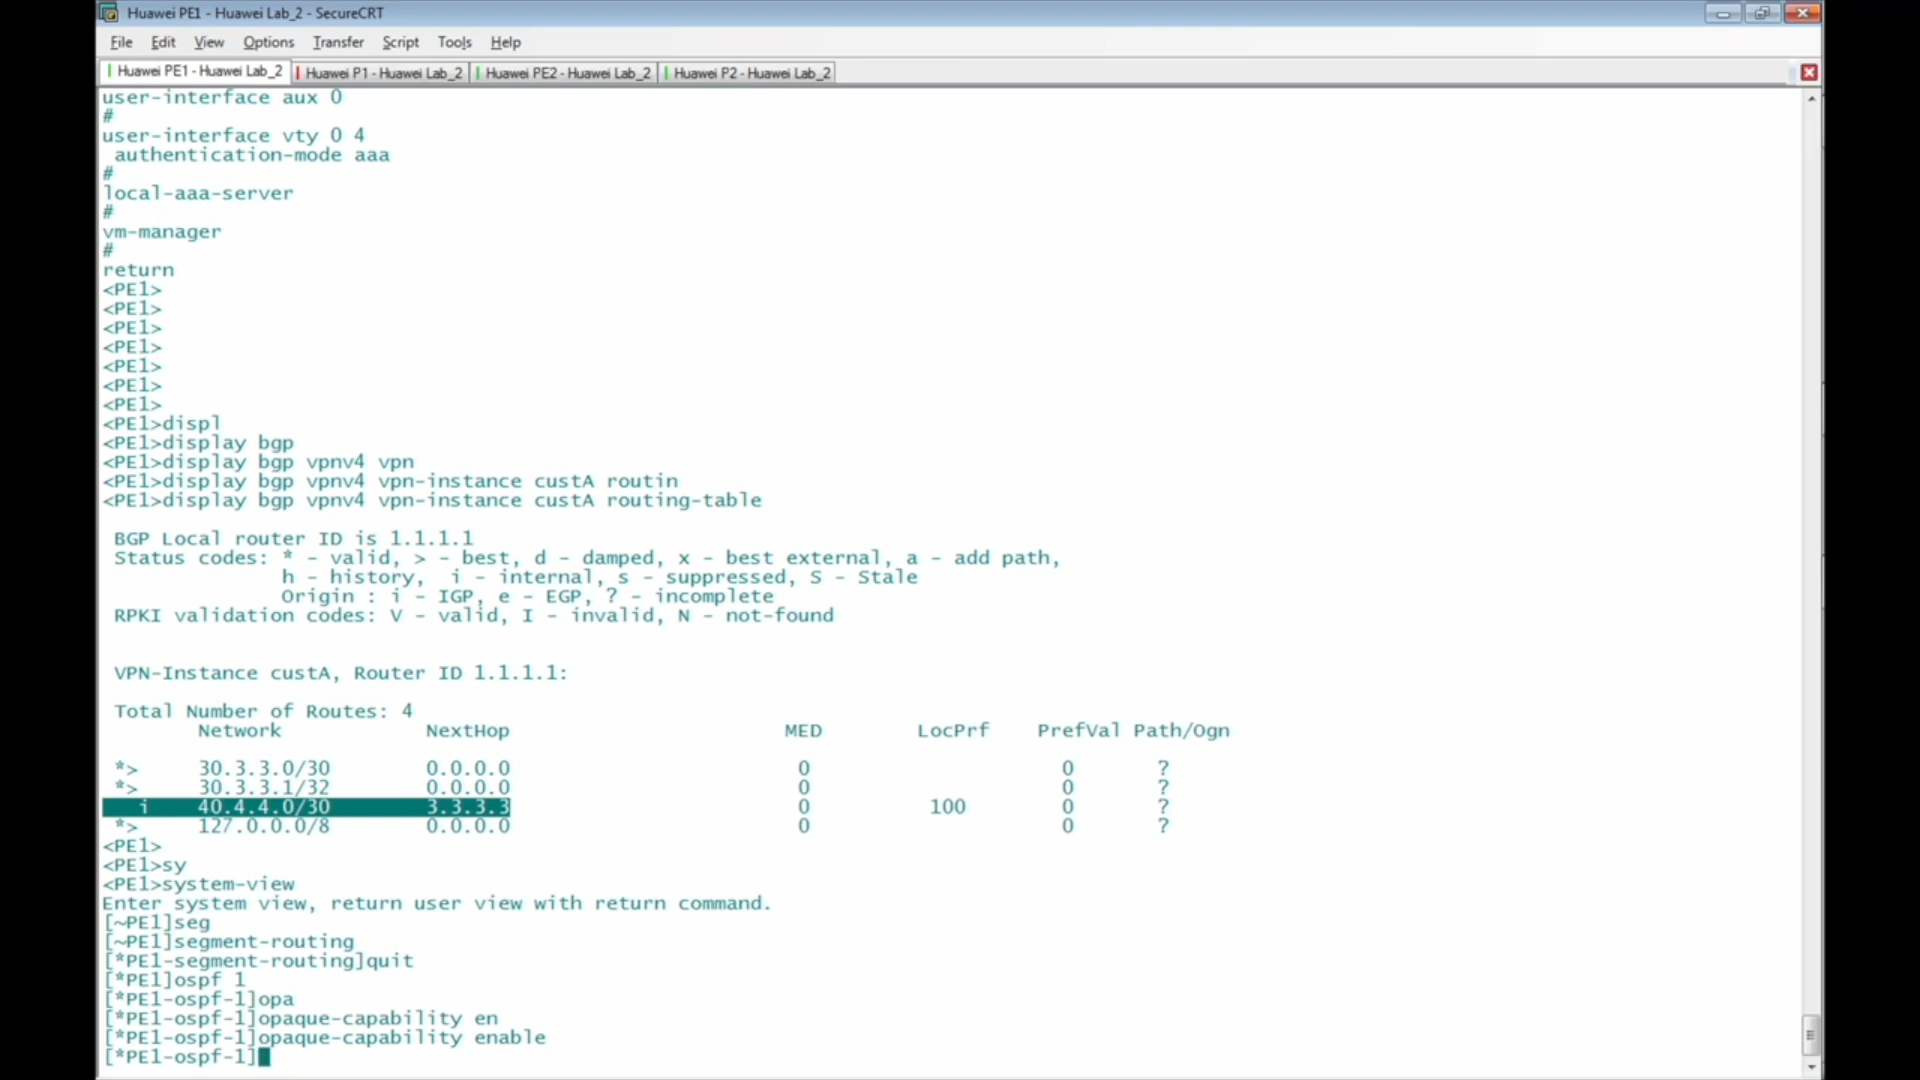 Huawei PE1 - Huawei Lab_2 - SecureCRT
File Edit View Options Transfer Script Tools Help
Huawei PE1 - Huawei Lab_2 Huawei P1 - Huawei Lab_2 Huawei PE2 - Huawei Lab_2 Huawei P2 - Huawei Lab_2
user-interface aux 0
#
user-interface vty 0 4
authentication-mode aaa
#
local-aaa-server
#
vm-manager
#
return
<PE1>
<PE1>
<PE1>
<PE1>
<PE1>
<PE1>
<PE1>
<PE1>displ
<PE1>display bgp
<PE1>display bgp vpnv4 vpn
<PE1>display bgp vpnv4 vpn-instance custA routin
<PE1>display bgp vpnv4 vpn-instance custA routing-table
BGP Local router ID is 1.1.1.1
Status codes: * - valid, > - best, d - damped, x - best external, a - add path,
h - history, i - internal, s - suppressed, S - Stale
Origin : i - IGP, e - EGP, ? - incomplete
RPKI validation codes: V - valid, I - invalid, N - not-found
VPN-Instance custA, Router ID 1.1.1.1:
Total Number of Routes: 4
Network NextHop MED LocPrf PrefVal Path/Ogn
*> 30.3.3.0/30 0.0.0.0 0 0 ?
*> 30.3.3.1/32 0.0.0.0 0 0 ?
i 40.4.4.0/30 3.3.3.3 0 100 0 ?
*> 127.0.0.0/8 0.0.0.0 0 0 ?
<PE1>
<PE1>sy
<PE1>system-view
Enter system view, return user view with return command.
[~PE1]seg
[~PE1]segment-routing
[*PE1-segment-routing]quit
[*PE1]ospf 1
[*PE1-ospf-1]opa
[*PE1-ospf-1]opaque-capability en
[*PE1-ospf-1]opaque-capability enable
[*PE1-ospf-1]